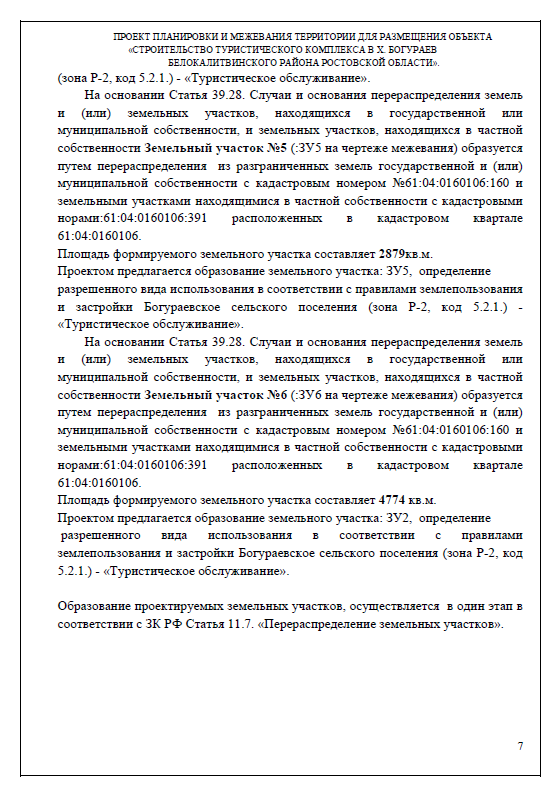 ПРОЕКТ ПЛАНИРОВКИ И МЕЖЕВАНИЯ ТЕРРИТОРИИ ДЛЯ РАЗМЕЩЕНИЯ ОБЪЕКТА
«СТРОИТЕЛЬСТВО ТУРИСТИЧЕСКОГО КОМПЛЕКСА В Х. БОГУРАЕВ
БЕЛОКАЛИТВИНСКОГО РАЙОНА РОСТОВСКОЙ ОБЛАСТИ».
(зона Р-2, код 5.2.1.) - «Туристическое обслуживание».
На основании Статья 39.28. Случаи и основания перераспределения земель
и (или) земельных участков, находящихся в государственной или
муниципальной собственности, и земельных участков, находящихся в частной
собственности Земельный участок №5 (:ЗУ5 на чертеже межевания) образуется
путем перераспределения из разграниченных земель государственной и (или)
муниципальной собственности с кадастровым номером №61:04:0160106:160 и
земельными участками находящимися в частной собственности с кадастровыми
норами:61:04:0160106:391 расположенных в кадастровом квартале
61:04:0160106.
Площадь формируемого земельного участка составляет 2879кв.м.
Проектом предлагается образование земельного участка: ЗУ5, определение
разрешенного вида использования в соответствии с правилами землепользования
и застройки Богураевское сельского поселения (зона Р-2, код 5.2.1.) -
«Туристическое обслуживание».
На основании Статья 39.28. Случаи и основания перераспределения земель
и (или) земельных участков, находящихся в государственной или
муниципальной собственности, и земельных участков, находящихся в частной
собственности Земельный участок №6 (:ЗУ6 на чертеже межевания) образуется
путем перераспределения из разграниченных земель государственной и (или)
муниципальной собственности с кадастровым номером №61:04:0160106:160 и
земельными участками находящимися в частной собственности с кадастровыми
норами:61:04:0160106:391 расположенных в кадастровом квартале
61:04:0160106.
Площадь формируемого земельного участка составляет 4774 кв.м.
Проектом предлагается образование земельного участка: ЗУ2, определение
разрешенного вида использования в соответствии с правилами
землепользования и застройки Богураевское сельского поселения (зона Р-2, код
5.2.1.) - «Туристическое обслуживание».
Образование проектируемых земельных участков, осуществляется в один этап в
соответствии с ЗК РФ Статья 11.7. «Перераспределение земельных участков».
7